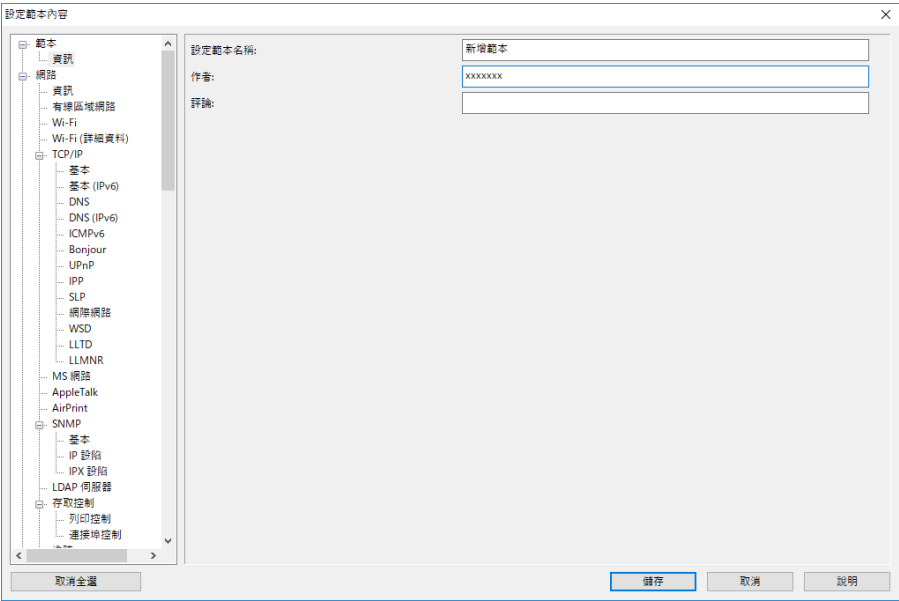 設定範本內容
範本
資訊
網路
資訊
有線區域網路
Wi-Fi
Wi-Fi (詳細資料)
TCP/IP
基本
基本 (IPv6)
DNS
DNS (IPv6)
ICMPv6
Bonjour
UPnP
IPP
SLP
網際網路
WSD
LLTD
LLMNR
MS 網路
AppleTalk
AirPrint
SNMP
基本
IP 設陷
IPX 設陷
LDAP 伺服器
存取控制
列印控制
連接埠控制
設定範本名稱: 新增範本
作者: xxxxxxx
評論:
取消全選 儲存 取消 說明